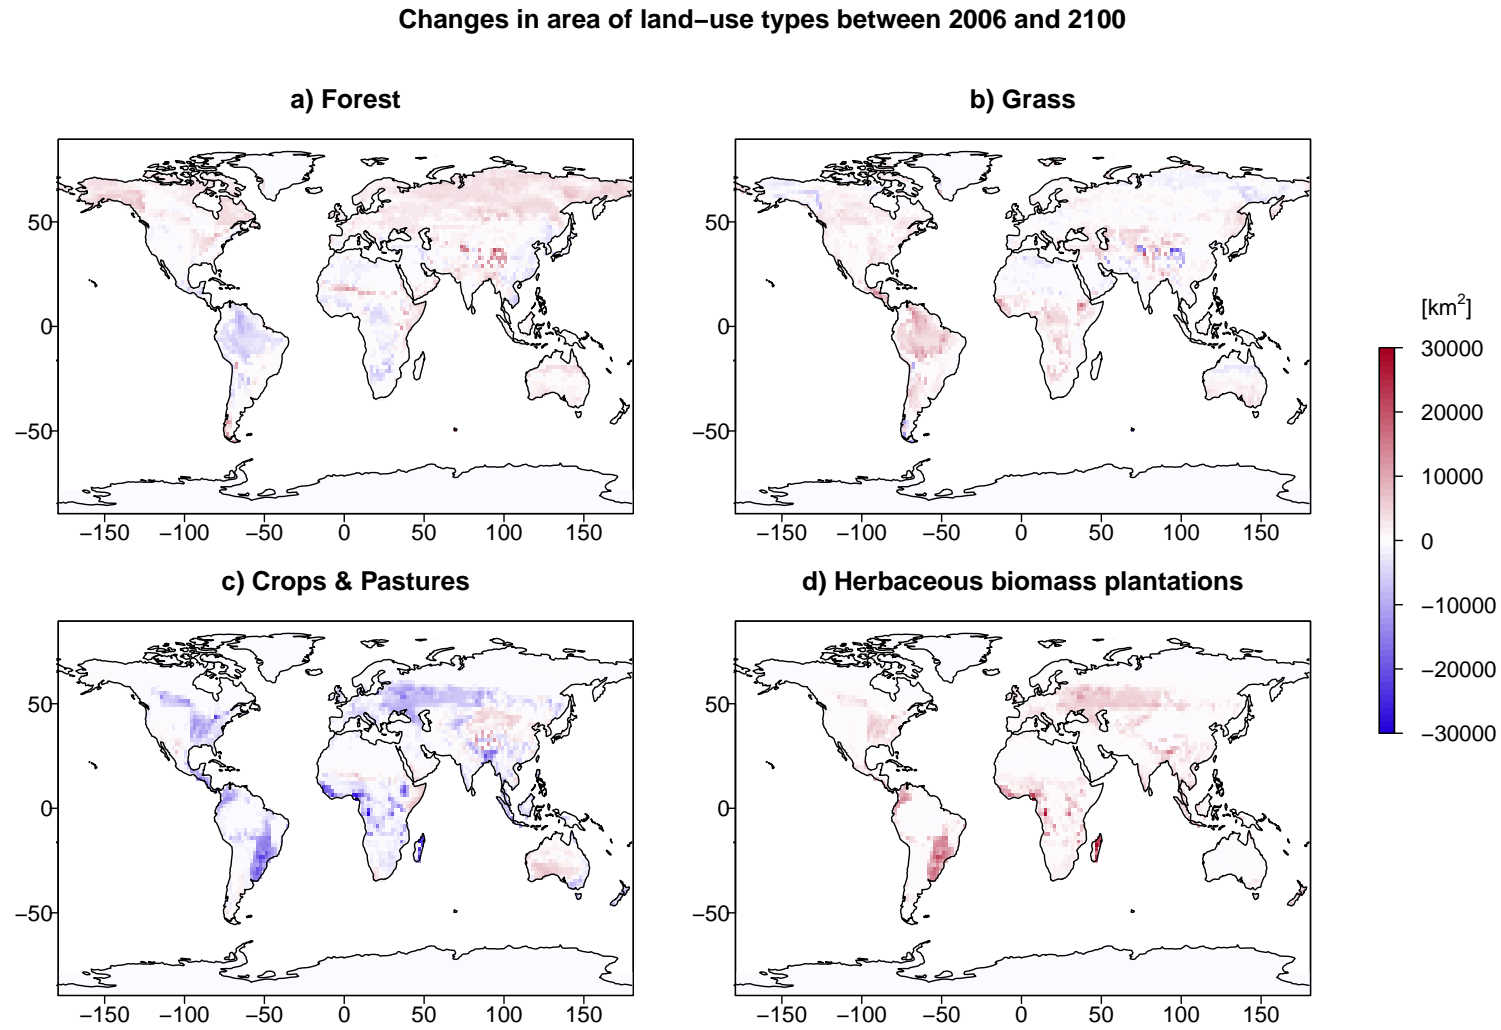 Changes in area of land−use types between 2006 and 2100
a) Forest
b) Grass
50
0
−50
−150 −100 −50 0 50 100 150
50
0
−50
−150 −100 −50 0 50 100 150
[km²]
30000
20000
10000
0
−10000
−20000
−30000
c) Crops & Pastures
d) Herbaceous biomass plantations
50
0
−50
−150 −100 −50 0 50 100 150
50
0
−50
−150 −100 −50 0 50 100 150